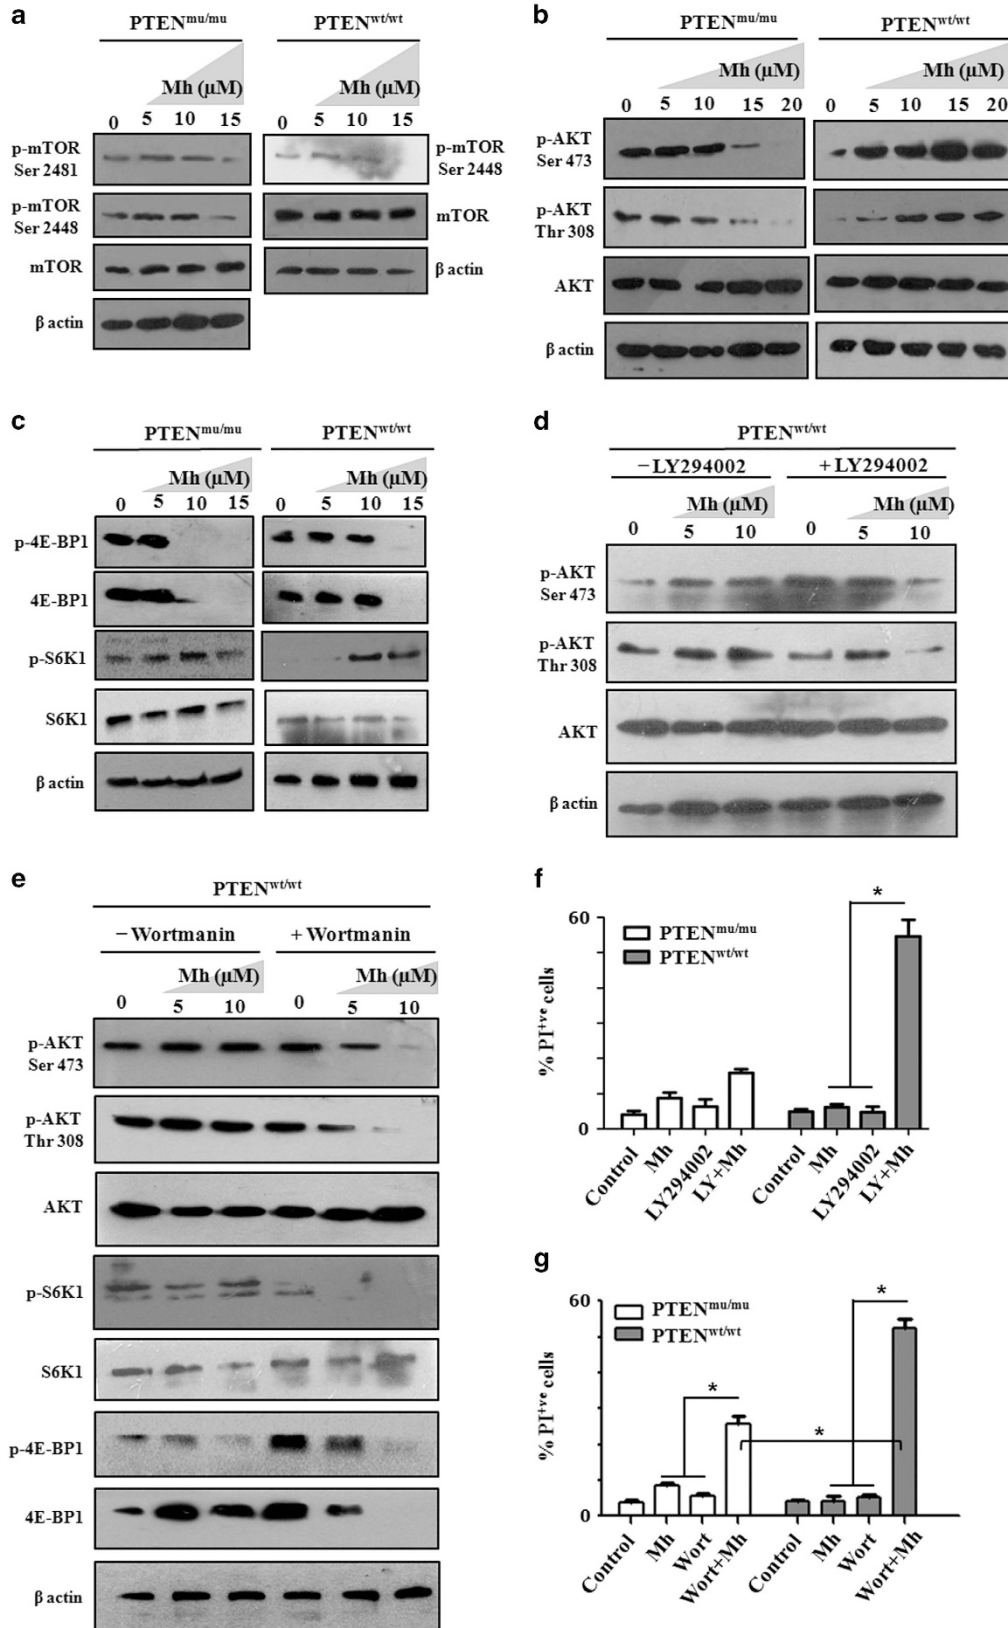 a
PTENmu/mu PTENwt/wt
Mh (µM) Mh (µM)
0 5 10 15 0 5 10 15
p-mTOR
Ser 2481
p-mTOR
Ser 2448
p-mTOR
Ser 2448
mTOR
mTOR
β actin
β actin
b
PTENmu/mu PTENwt/wt
Mh (µM) Mh (µM)
0 5 10 15 20 0 5 10 15 20
p-AKT
Ser 473
p-AKT
Thr 308
AKT
β actin
c
PTENmu/mu PTENwt/wt
Mh (µM) Mh (µM)
0 5 10 15 0 5 10 15
p-4E-BP1
4E-BP1
p-S6K1
S6K1
β actin
d
PTENwt/wt
−LY294002 +LY294002
Mh (µM) Mh (µM)
0 5 10 0 5 10
p-AKT
Ser 473
p-AKT
Thr 308
AKT
β actin
e
PTENwt/wt
− Wortmanin + Wortmanin
Mh (µM) Mh (µM)
0 5 10 0 5 10
p-AKT
Ser 473
p-AKT
Thr 308
AKT
p-S6K1
S6K1
p-4E-BP1
4E-BP1
β actin
f
% PI+ve cells
60
0
PTENmu/mu
PTENwt/wt
*
Control Mh LY294002 LY+Mh Control Mh LY294002 LY+Mh
g
% PI+ve cells
60
0
PTENmu/mu
PTENwt/wt
*
*
*
Control Mh Wort Wort+Mh Control Mh Wort Wort+Mh